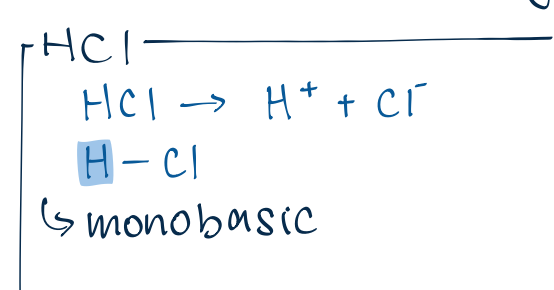 HCl
HCl → H⁺ + Cl⁻
H – Cl
↳ monobasic